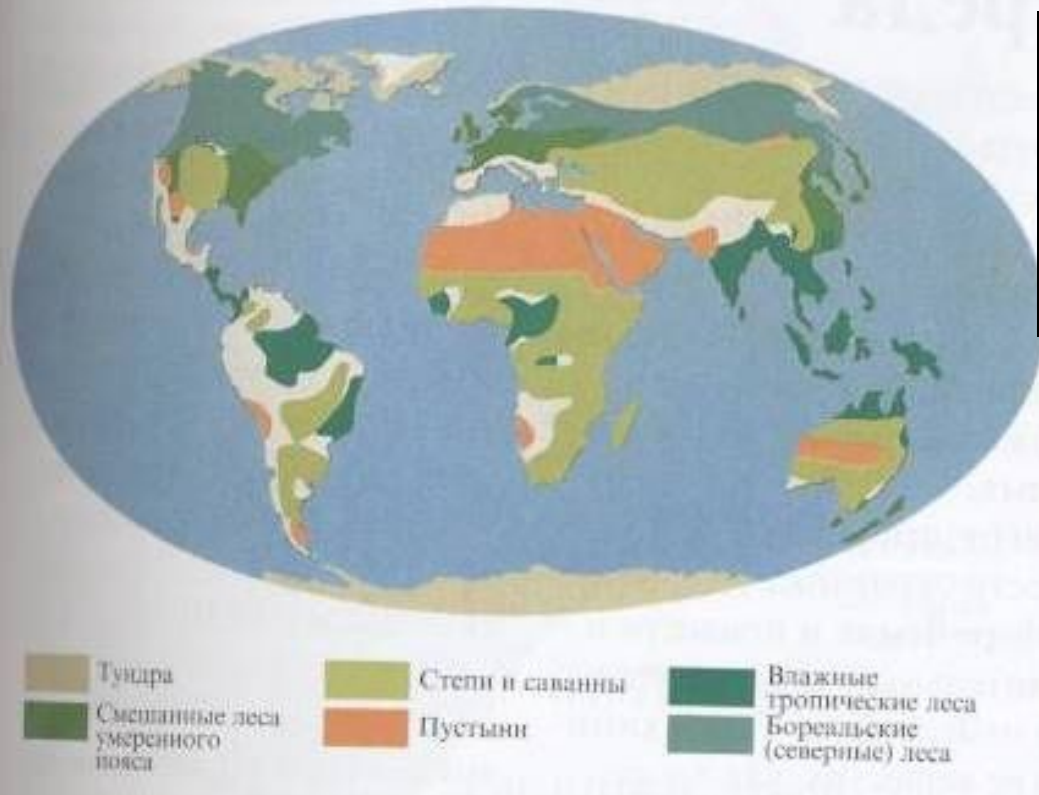 Тундра
Смешанные леса
умеренного
пояса
Степи и саванны
Пустыни
Влажные
тропические леса
Бореальские
(северные) леса